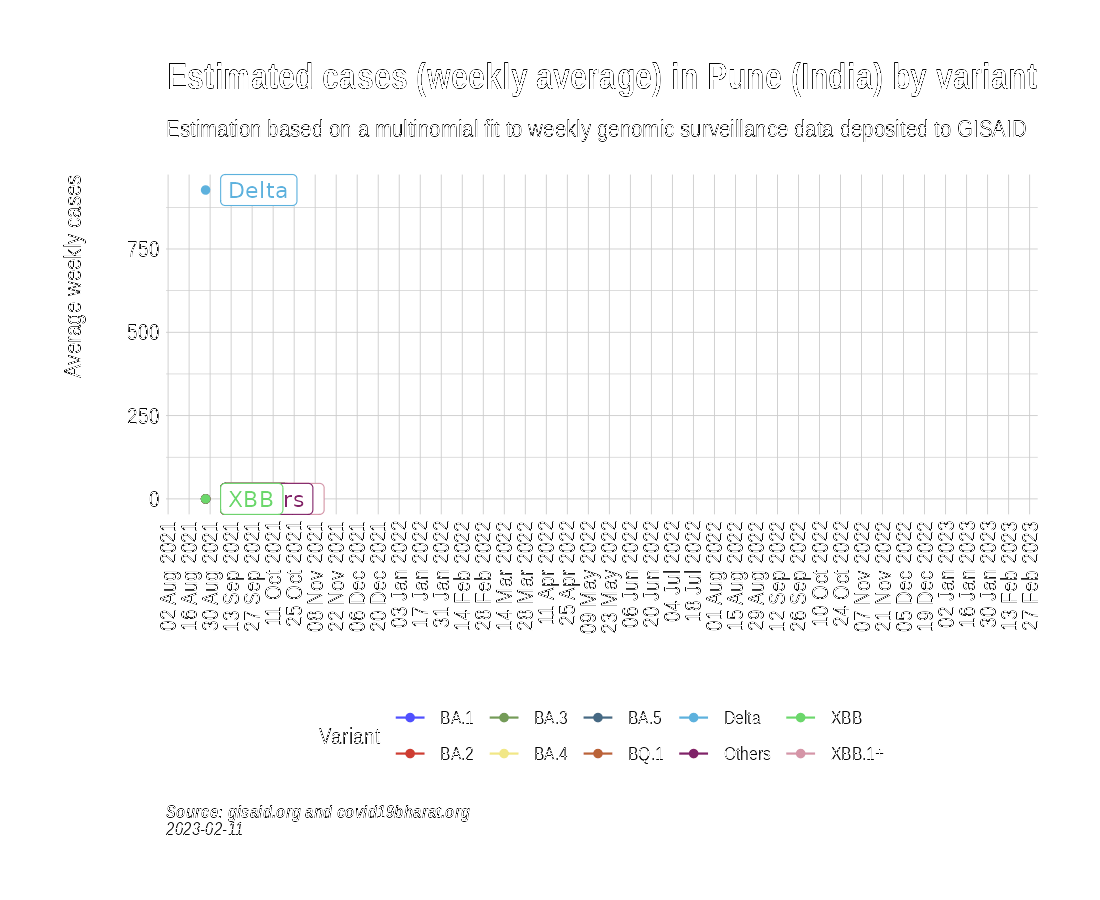 Estimated cases (weekly average) in Pune (India) by variant
Estimation based on a multinomial fit to weekly genomic surveillance data deposited to GISAID
Average weekly cases
750
500
250
0
Delta
XBB
rs
02 Aug 2021
16 Aug 2021
30 Aug 2021
13 Sep 2021
27 Sep 2021
11 Oct 2021
25 Oct 2021
08 Nov 2021
22 Nov 2021
06 Dec 2021
20 Dec 2021
03 Jan 2022
17 Jan 2022
31 Jan 2022
14 Feb 2022
28 Feb 2022
14 Mar 2022
28 Mar 2022
11 Apr 2022
25 Apr 2022
09 May 2022
23 May 2022
06 Jun 2022
20 Jun 2022
04 Jul 2022
18 Jul 2022
01 Aug 2022
15 Aug 2022
29 Aug 2022
12 Sep 2022
26 Sep 2022
10 Oct 2022
24 Oct 2022
07 Nov 2022
21 Nov 2022
05 Dec 2022
19 Dec 2022
02 Jan 2023
16 Jan 2023
30 Jan 2023
13 Feb 2023
27 Feb 2023
Variant
BA.1 BA.3 BA.5 Delta XBB
BA.2 BA.4 BQ.1 Others XBB.1+
Source: gisaid.org and covid19bharat.org
2023-02-11